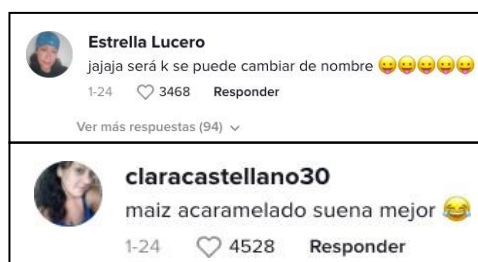 Estrella Lucero
jajaja será k se puede cambiar de nombre 😛😛😛😛😛
1-24 3468 Responder
Ver más respuestas (94)
claracastellano30
maiz acaramelado suena mejor 😂
1-24 4528 Responder